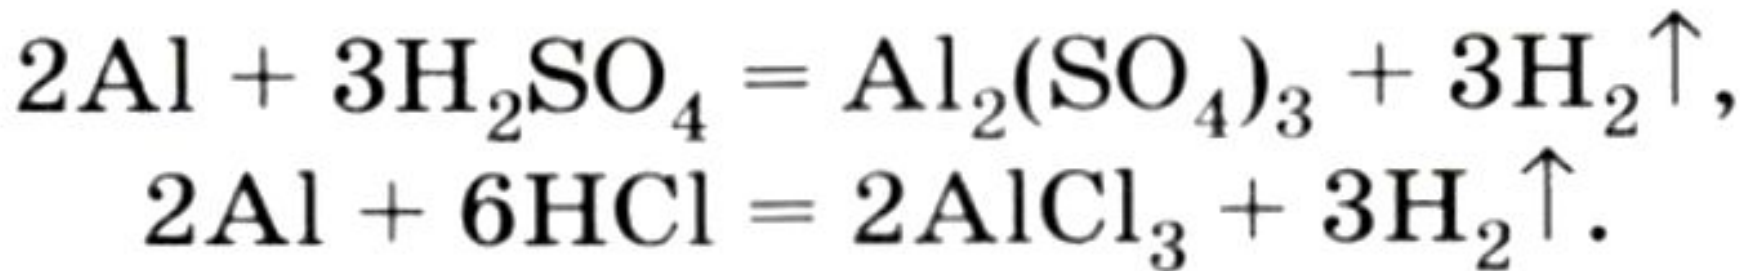 2Al + 3H₂SO₄ = Al₂(SO₄)₃ + 3H₂↑,
2Al + 6HCl = 2AlCl₃ + 3H₂↑.